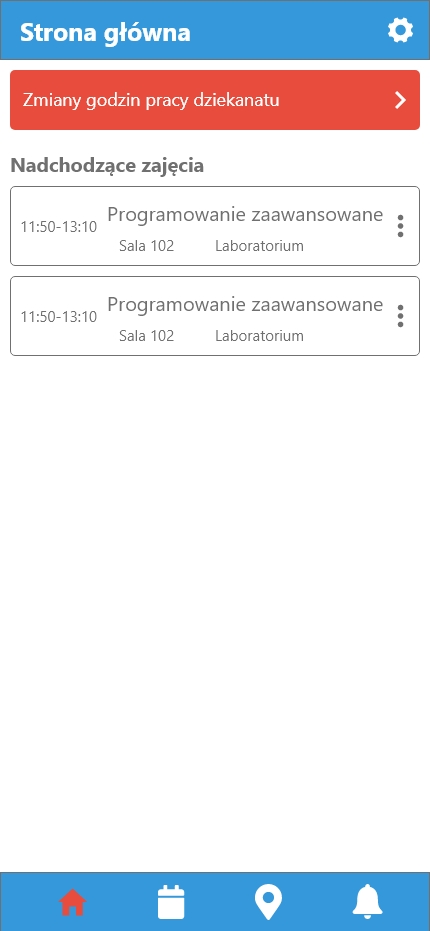 Strona główna
Zmiany godzin pracy dziekanatu
Nadchodzące zajęcia
Programowanie zaawansowane
11:50-13:10
Sala 102 Laboratorium
Programowanie zaawansowane
11:50-13:10
Sala 102 Laboratorium